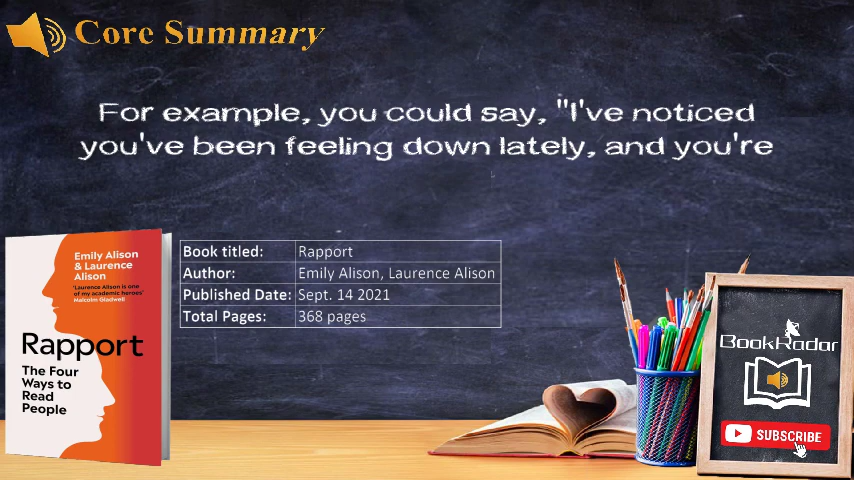 Core Summary
For example, you could say, "I've noticed
you've been feeling down lately, and you're
Emily Alison
& Laurence
Alison
'Laurence Alison is one
of my academic heroes'
Malcolm Gladwell
Rapport
The Four
Ways to
Read
People
Book titled: Rapport
Author: Emily Alison, Laurence Alison
Published Date: Sept. 14 2021
Total Pages: 368 pages
BookRadar
SUBSCRIBE